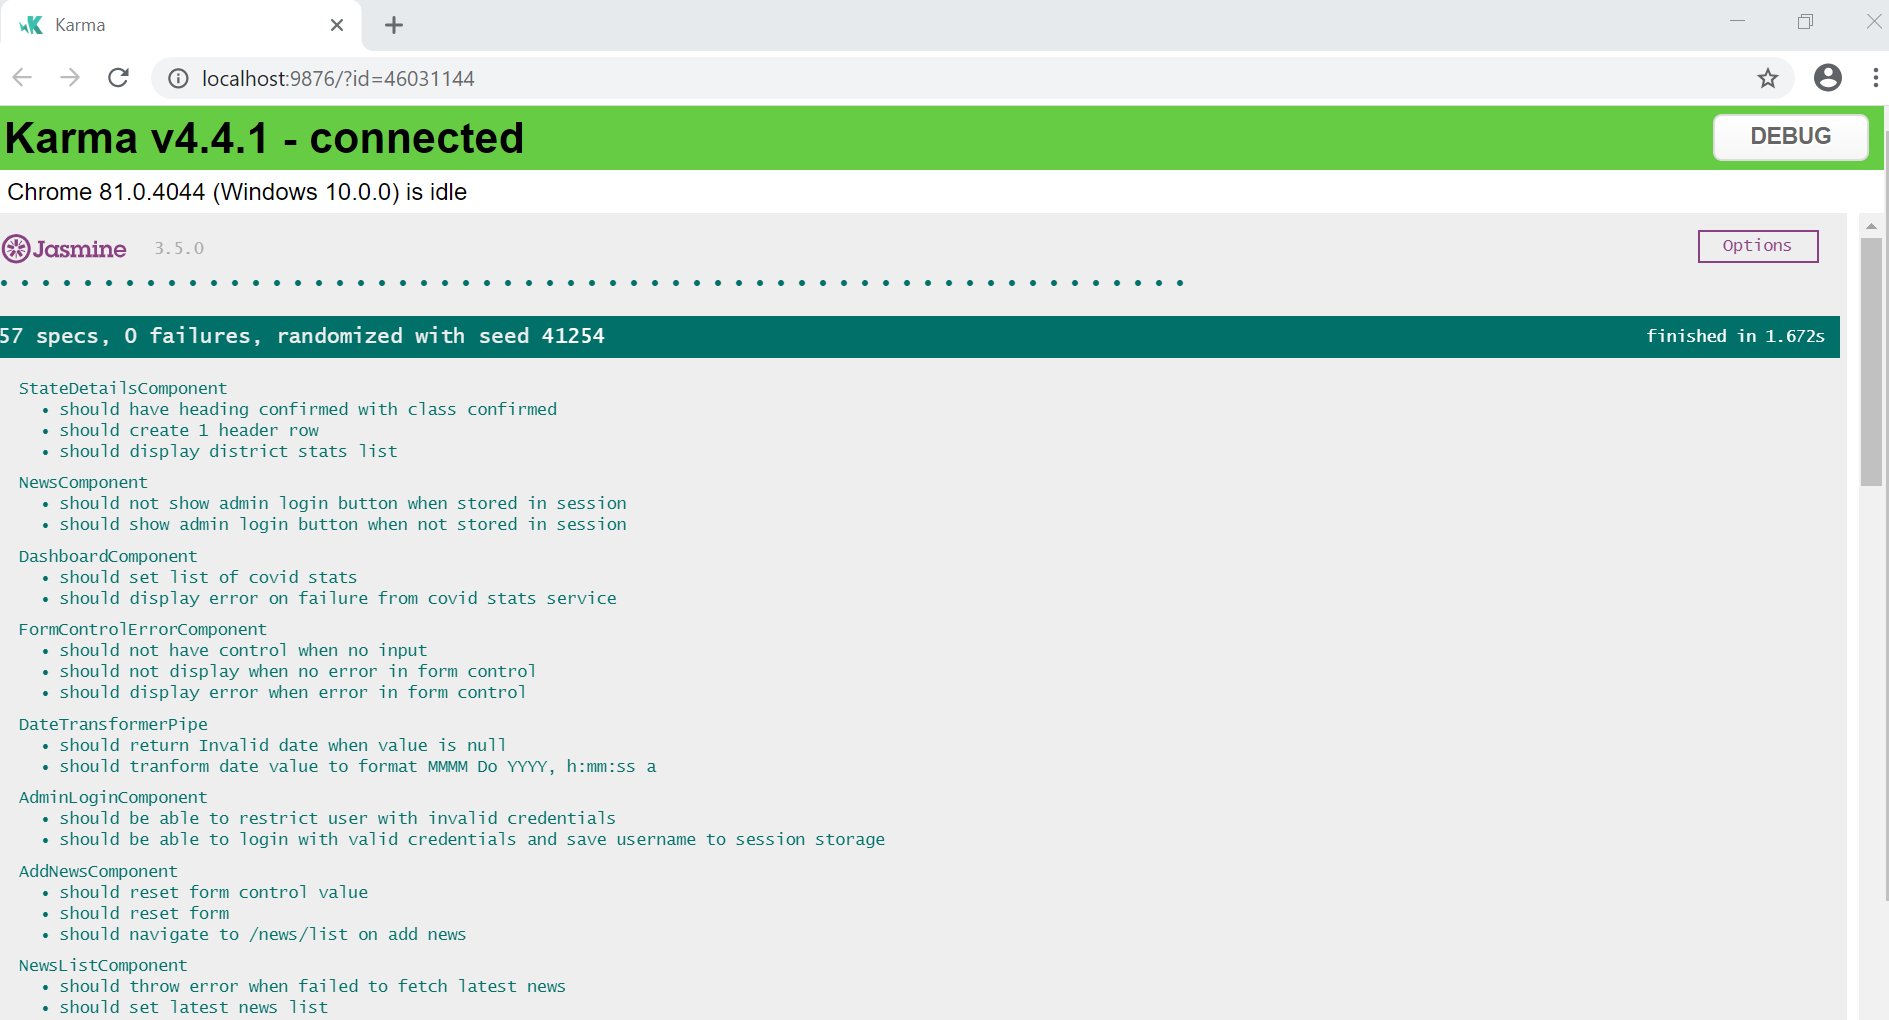 Karma
localhost:9876/?id=46031144
Karma v4.4.1 - connected
DEBUG
Chrome 81.0.4044 (Windows 10.0.0) is idle
Jasmine 3.5.0
Options
57 specs, 0 failures, randomized with seed 41254
finished in 1.672s
StateDetailsComponent
• should have heading confirmed with class confirmed
• should create 1 header row
• should display district stats list
NewsComponent
• should not show admin login button when stored in session
• should show admin login button when not stored in session
DashboardComponent
• should set list of covid stats
• should display error on failure from covid stats service
FormControlErrorComponent
• should not have control when no input
• should not display when no error in form control
• should display error when error in form control
DateTransformerPipe
• should return Invalid date when value is null
• should tranform date value to format MMMM Do YYYY, h:mm:ss a
AdminLoginComponent
• should be able to restrict user with invalid credentials
• should be able to login with valid credentials and save username to session storage
AddNewsComponent
• should reset form control value
• should reset form
• should navigate to /news/list on add news
NewsListComponent
• should throw error when failed to fetch latest news
• should set latest news list